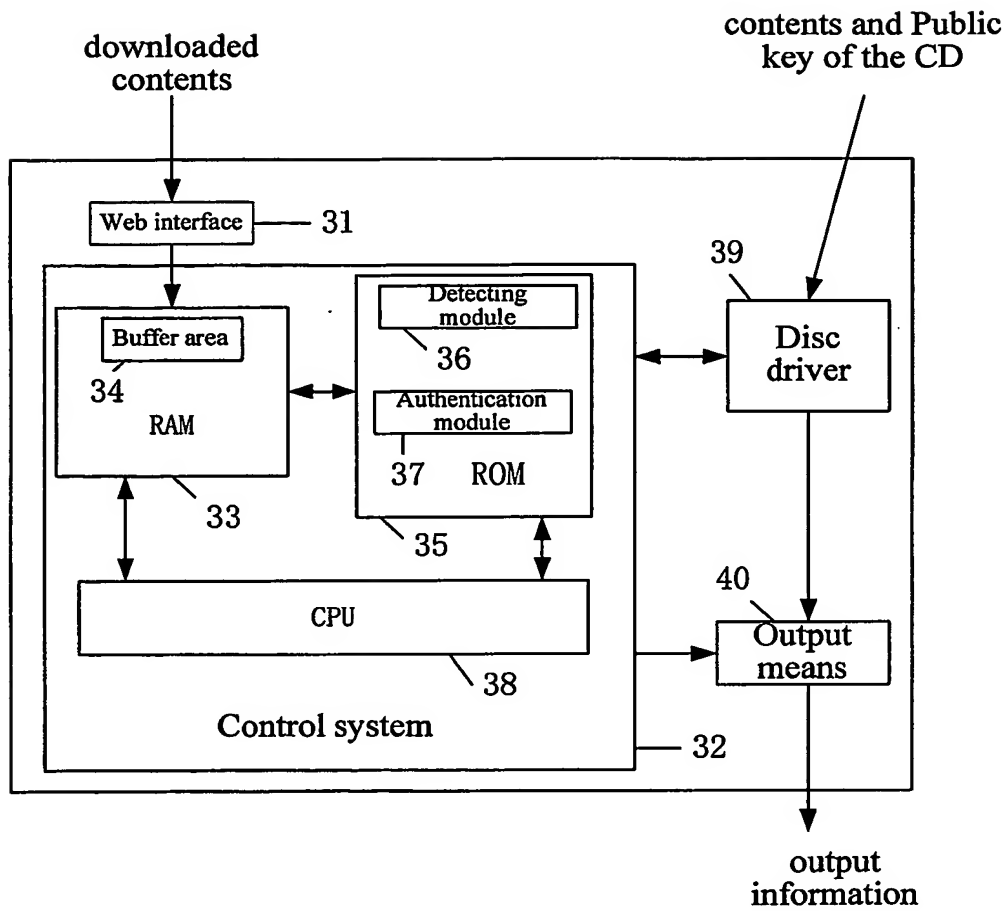 downloaded
contents
contents and Public
key of the CD
Web interface
31
39
Detecting
module
36
Buffer area
34
RAM
Disc
driver
Authentication
module
37
ROM
33
35
40
CPU
Output
means
38
Control system
32
output
information